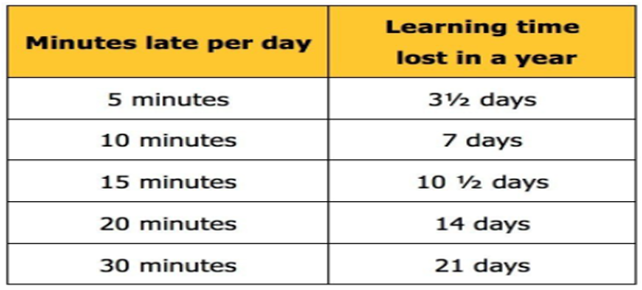 Minutes late per day
Learning time
lost in a year
5 minutes
3½ days
10 minutes
7 days
15 minutes
10 ½ days
20 minutes
14 days
30 minutes
21 days